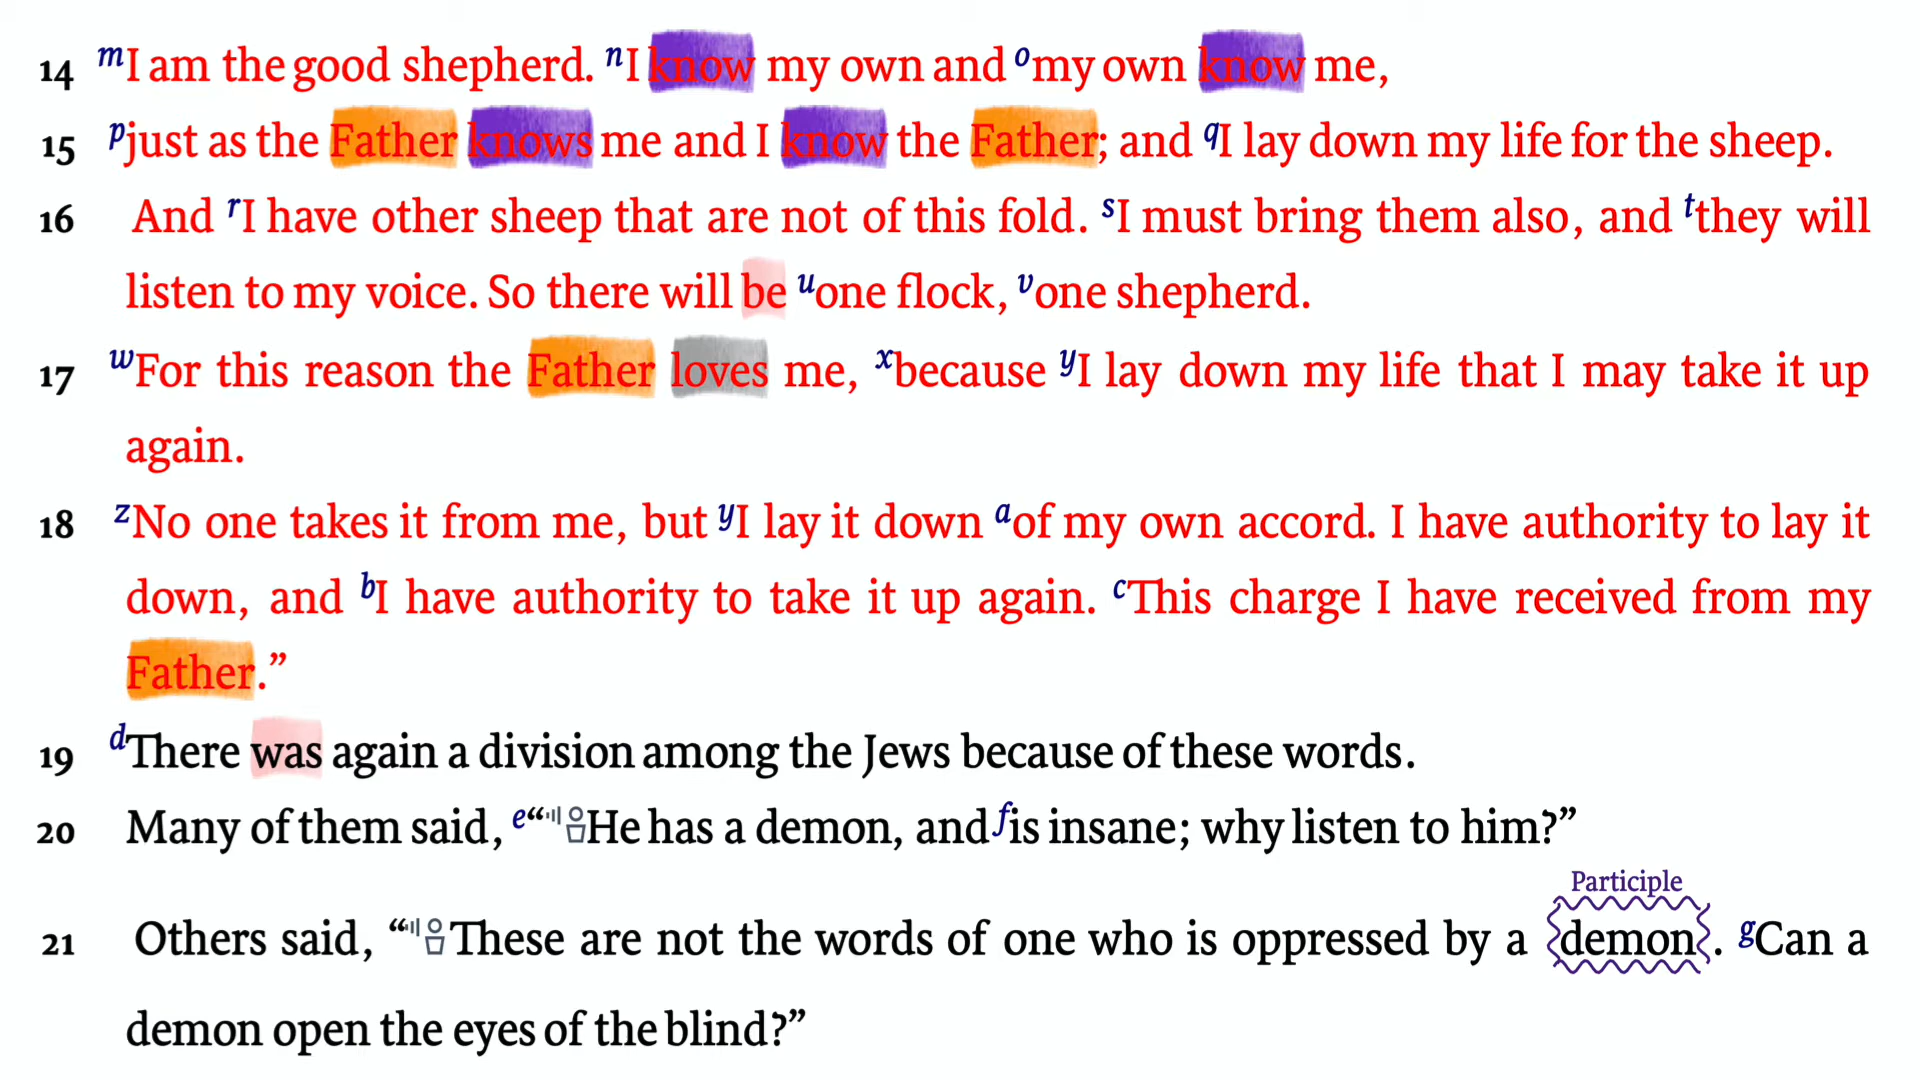 14 mI am the good shepherd. nI know my own and omy own know me,
15 pjust as the Father knows me and I know the Father; and qI lay down my life for the sheep.
16 And rI have other sheep that are not of this fold. sI must bring them also, and tthey will
listen to my voice. So there will be uone flock, vone shepherd.
17 wFor this reason the Father loves me, xbecause yI lay down my life that I may take it up
again.
18 zNo one takes it from me, but yI lay it down aof my own accord. I have authority to lay it
down, and bI have authority to take it up again. cThis charge I have received from my
Father.”
19 dThere was again a division among the Jews because of these words.
20 Many of them said, e“He has a demon, and fis insane; why listen to him?”
Participle
21 Others said, “These are not the words of one who is oppressed by a demon. gCan a
demon open the eyes of the blind?”